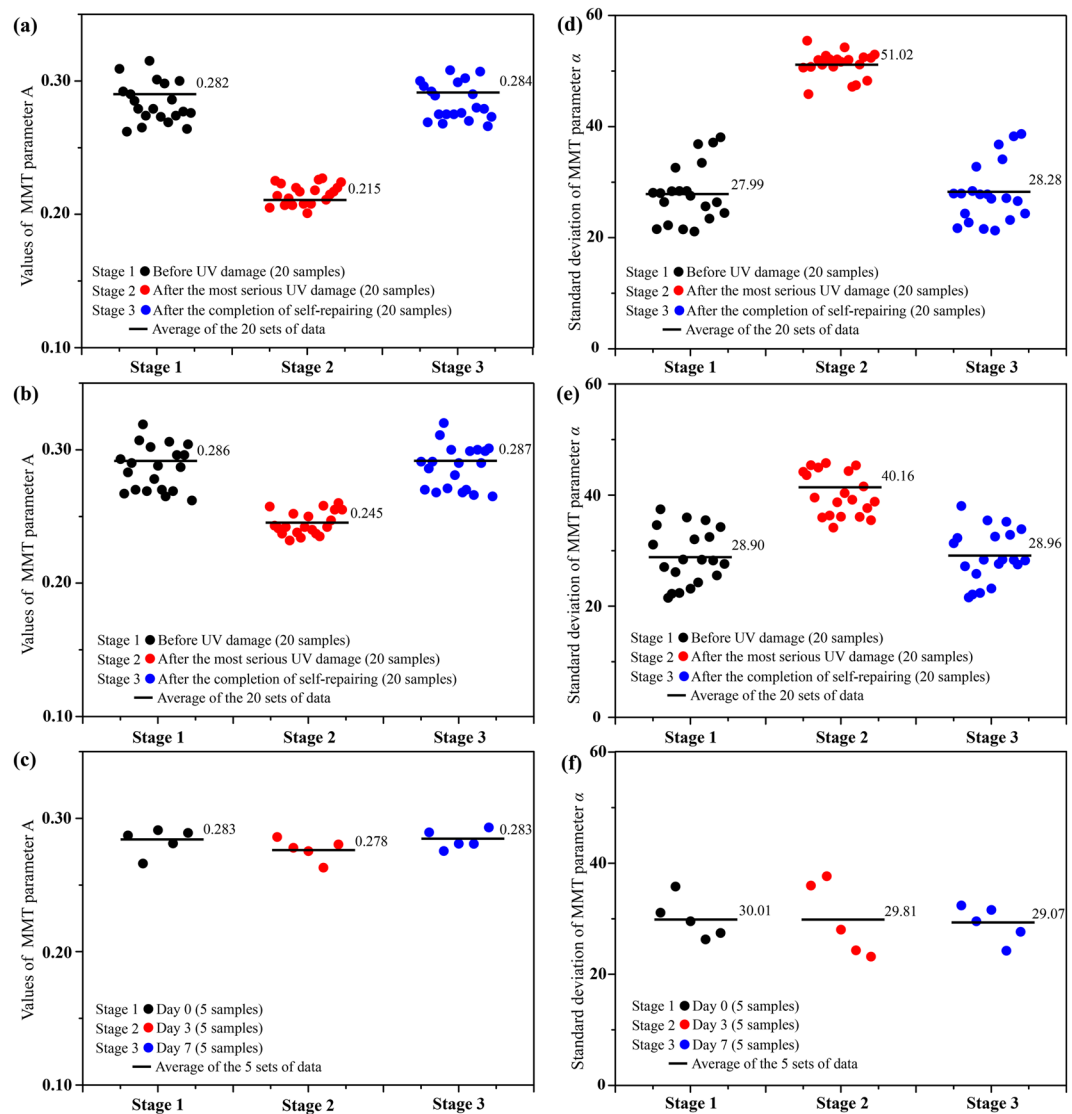 (a)
Values of MMT parameter A
0.30
0.20
0.10
0.282
0.215
0.284
Stage 1 Before UV damage (20 samples)
Stage 2 After the most serious UV damage (20 samples)
Stage 3 After the completion of self-repairing (20 samples)
Average of the 20 sets of data
Stage 1 Stage 2 Stage 3
(d)
Standard deviation of MMT parameter α
60
40
20
0
27.99
51.02
28.28
Stage 1 Before UV damage (20 samples)
Stage 2 After the most serious UV damage (20 samples)
Stage 3 After the completion of self-repairing (20 samples)
Average of the 20 sets of data
Stage 1 Stage 2 Stage 3
(b)
Values of MMT parameter A
0.30
0.20
0.10
0.286
0.245
0.287
Stage 1 Before UV damage (20 samples)
Stage 2 After the most serious UV damage (20 samples)
Stage 3 After the completion of self-repairing (20 samples)
Average of the 20 sets of data
Stage 1 Stage 2 Stage 3
(e)
Standard deviation of MMT parameter α
60
40
20
0
28.90
40.16
28.96
Stage 1 Before UV damage (20 samples)
Stage 2 After the most serious UV damage (20 samples)
Stage 3 After the completion of self-repairing (20 samples)
Average of the 20 sets of data
Stage 1 Stage 2 Stage 3
(c)
Values of MMT parameter A
0.30
0.20
0.10
0.283
0.278
0.283
Stage 1 Day 0 (5 samples)
Stage 2 Day 3 (5 samples)
Stage 3 Day 7 (5 samples)
Average of the 5 sets of data
Stage 1 Stage 2 Stage 3
(f)
Standard deviation of MMT parameter α
60
40
20
0
30.01
29.81
29.07
Stage 1 Day 0 (5 samples)
Stage 2 Day 3 (5 samples)
Stage 3 Day 7 (5 samples)
Average of the 5 sets of data
Stage 1 Stage 2 Stage 3